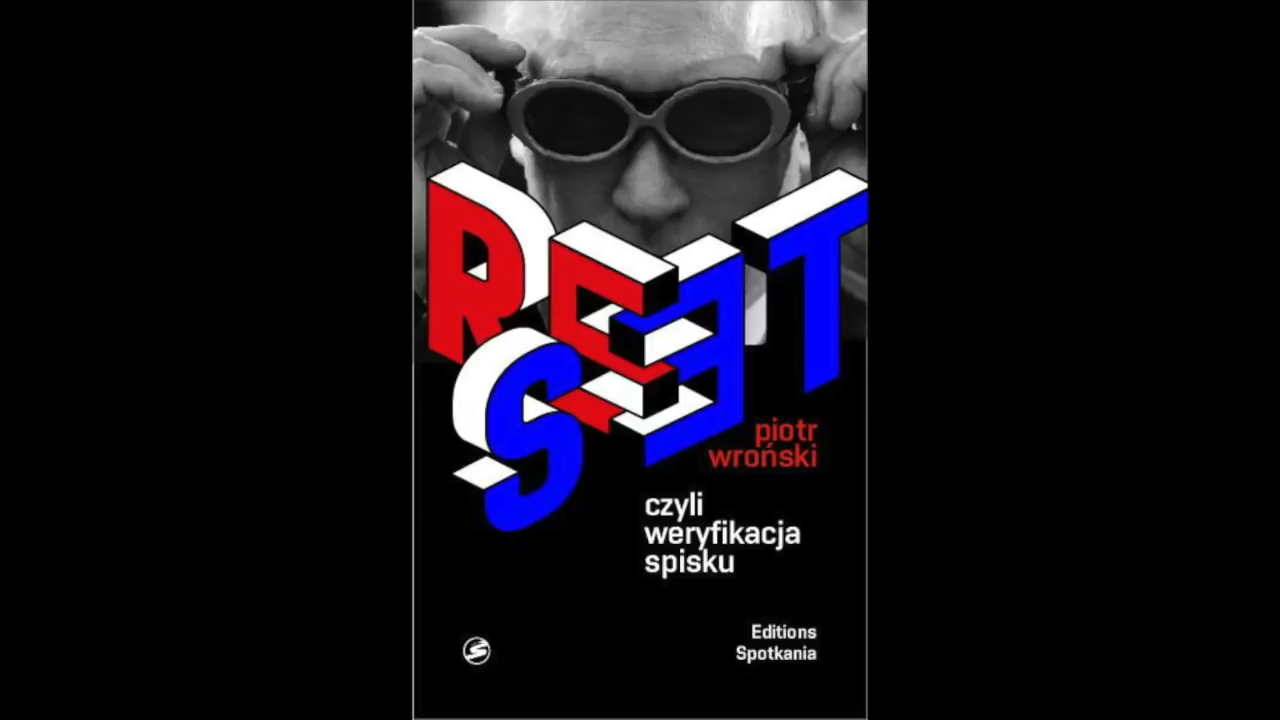 RESET
piotr
wroński
czyli
weryfikacja
spisku
Editions
Spotkania